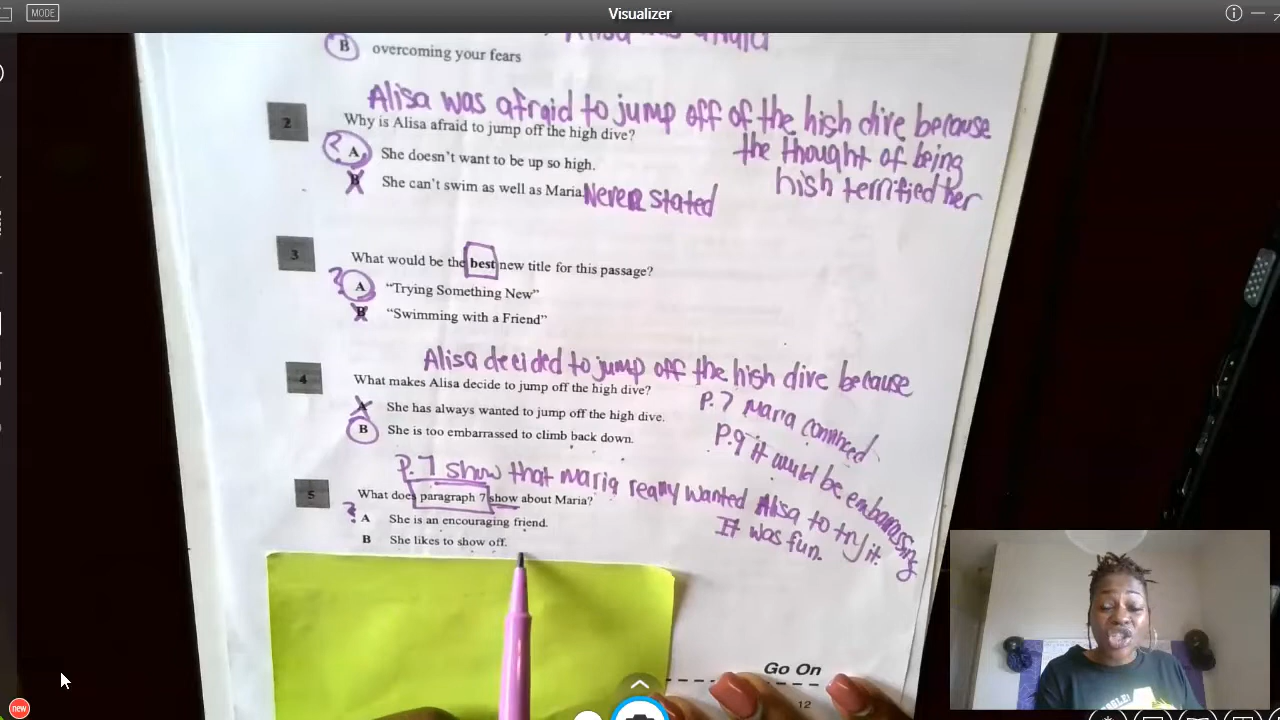 MODE
Visualizer
B overcoming your fears
Alisa was afraid to jump off of the high dive because
the thought of being
high terrified her
2
Why is Alisa afraid to jump off the high dive?
? A She doesn't want to be up so high.
B She can't swim as well as Maria. Never stated
3
What would be the best new title for this passage?
? A "Trying Something New"
B "Swimming with a Friend"
Alisa decided to jump off the high dive because
P.7 Maria convinced
P.9 it would be embarrassing
4
What makes Alisa decide to jump off the high dive?
A She has always wanted to jump off the high dive.
B She is too embarrassed to climb back down.
P.7 show that Maria really wanted Alisa to try it.
It was fun.
5
What does paragraph 7 show about Maria?
? A She is an encouraging friend.
B She likes to show off.
Go On
12
new